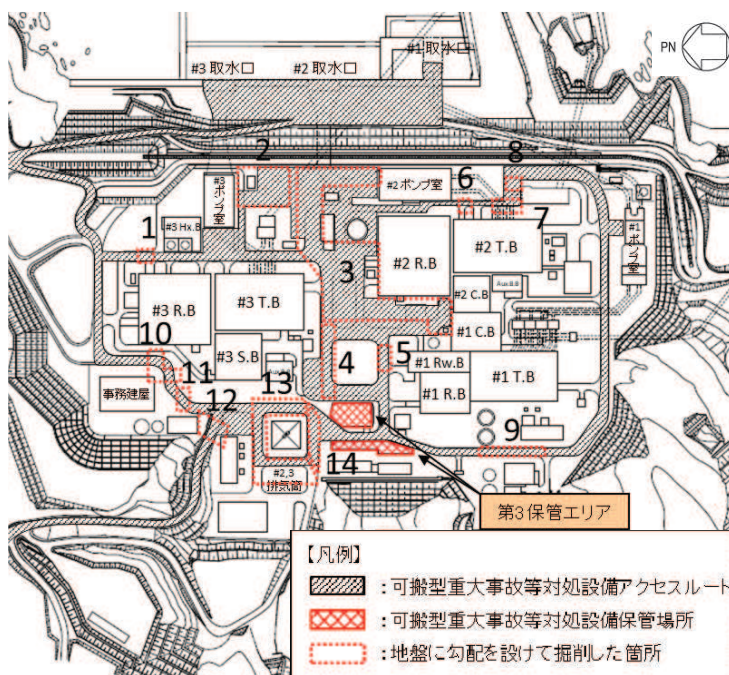 #1 取水口
#3 取水口
#2 取水口
PN
2
8
#3
ポンプ室
#2 ポンプ室
6
1
#3 Hx.B
7
#1
ポンプ室
#2 R.B
#2 T.B
3
#3 R.B
#3 T.B
#2 C.B
Aux.B.B
#1 C.B
10
#3 S.B
4
5
#1 Rw.B
#1 T.B
11
13
#1 R.B
事務建屋
12
9
14
#2,3
排気筒
第3保管エリア
【凡例】
:可搬型重大事故等対処設備アクセスルート
:可搬型重大事故等対処設備保管場所
:地盤に勾配を設けて掘削した箇所